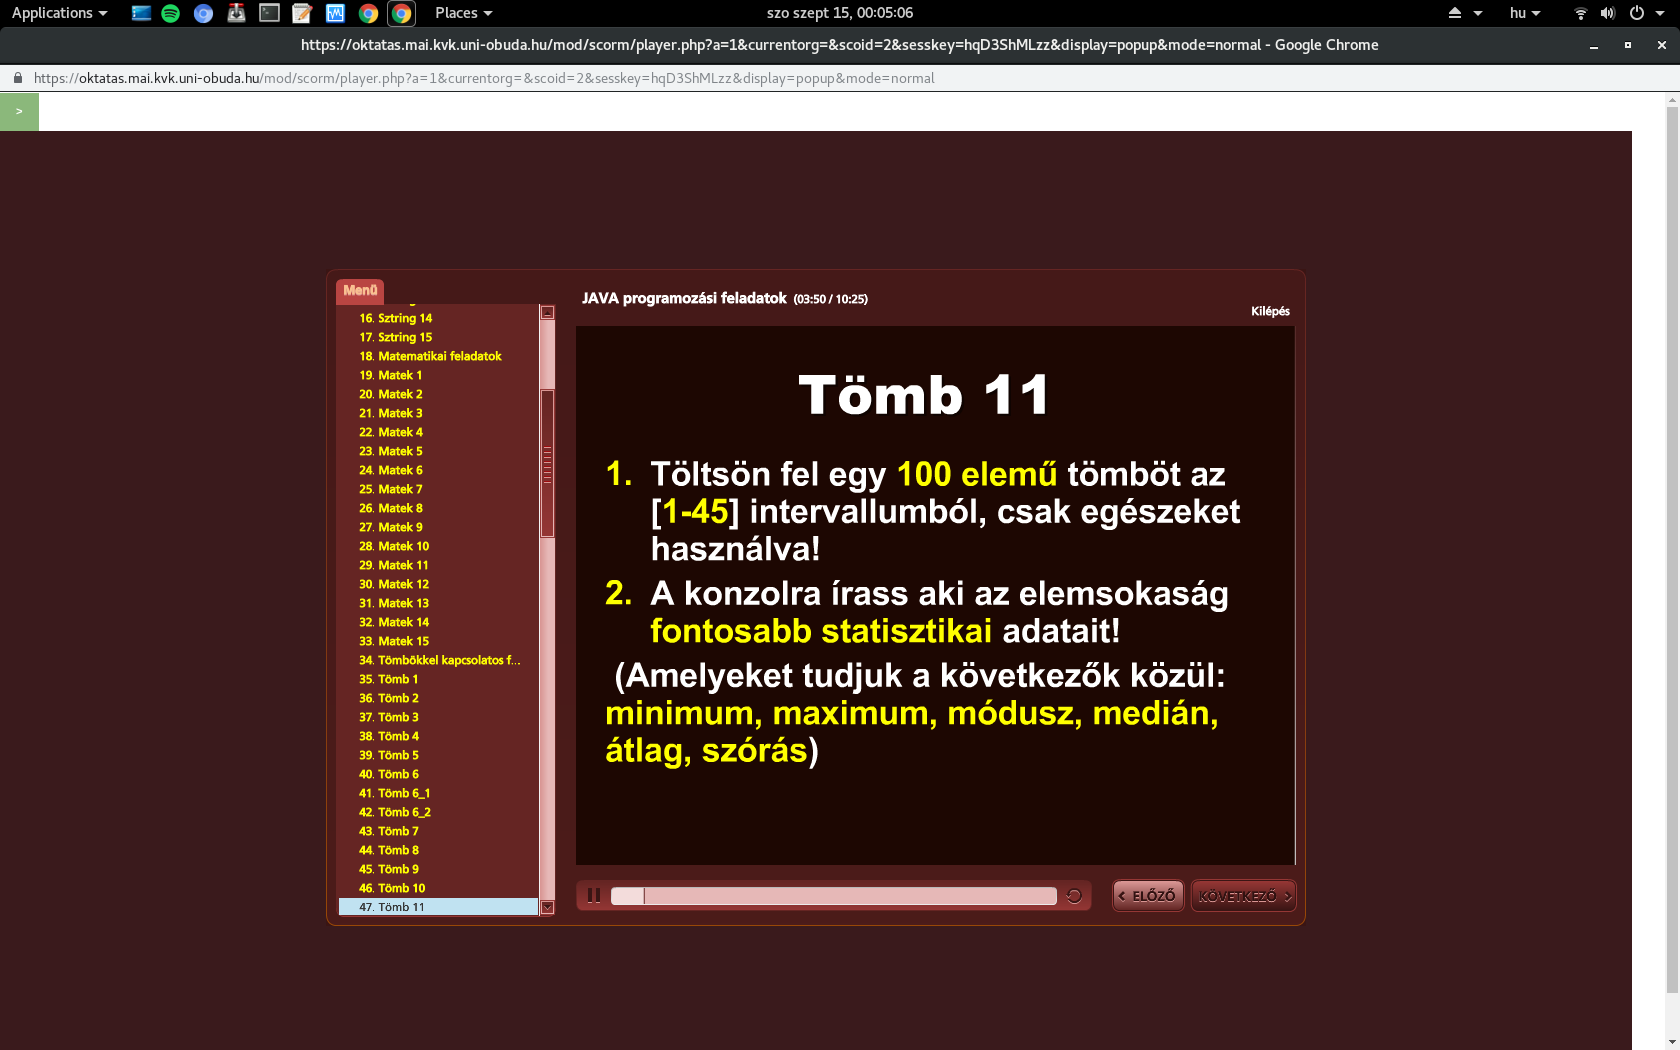 Applications Places szo szept 15, 00:05:06 hu
https://oktatas.mai.kvk.uni-obuda.hu/mod/scorm/player.php?a=1&currentorg=&scoid=2&sesskey=hqD3ShMLzz&display=popup&mode=normal - Google Chrome
https://oktatas.mai.kvk.uni-obuda.hu/mod/scorm/player.php?a=1&currentorg=&scoid=2&sesskey=hqD3ShMLzz&display=popup&mode=normal
>
Menü
16. Sztring 14
17. Sztring 15
18. Matematikai feladatok
19. Matek 1
20. Matek 2
21. Matek 3
22. Matek 4
23. Matek 5
24. Matek 6
25. Matek 7
26. Matek 8
27. Matek 9
28. Matek 10
29. Matek 11
30. Matek 12
31. Matek 13
32. Matek 14
33. Matek 15
34. Tömbökkel kapcsolatos f...
35. Tömb 1
36. Tömb 2
37. Tömb 3
38. Tömb 4
39. Tömb 5
40. Tömb 6
41. Tömb 6_1
42. Tömb 6_2
43. Tömb 7
44. Tömb 8
45. Tömb 9
46. Tömb 10
47. Tömb 11
JAVA programozási feladatok (03:50 / 10:25)
Kilépés
Tömb 11
1. Töltsön fel egy 100 elemű tömböt az
[1-45] intervallumból, csak egészeket
használva!
2. A konzolra írass aki az elemsokaság
fontosabb statisztikai adatait!
(Amelyeket tudjuk a következők közül:
minimum, maximum, módusz, medián,
átlag, szórás)
< ELŐZŐ
KÖVETKEZŐ >